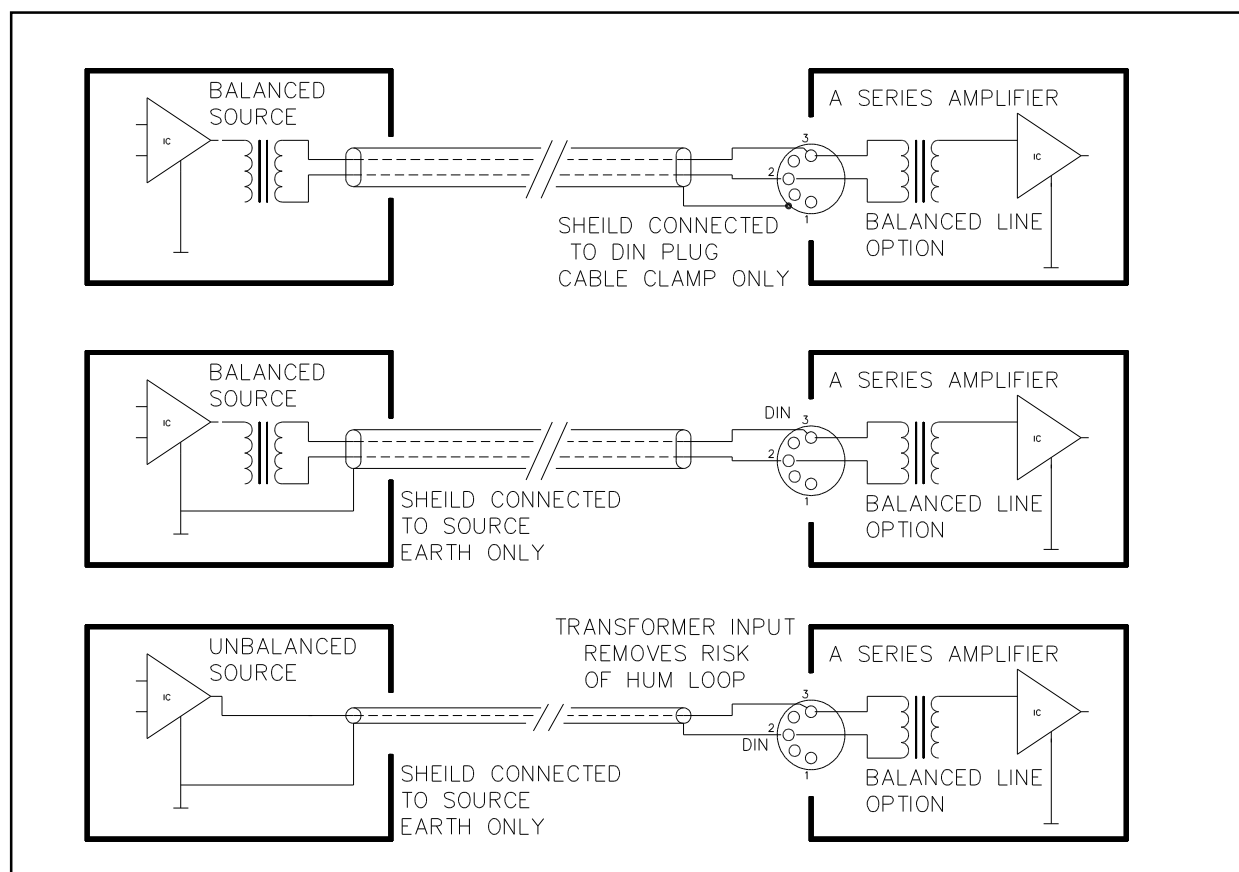 BALANCED
SOURCE
IC
A SERIES AMPLIFIER
3
2
1
IC
SHEILD CONNECTED
TO DIN PLUG
CABLE CLAMP ONLY
BALANCED LINE
OPTION
BALANCED
SOURCE
IC
A SERIES AMPLIFIER
DIN
3
2
1
IC
SHEILD CONNECTED
TO SOURCE
EARTH ONLY
BALANCED LINE
OPTION
UNBALANCED
SOURCE
IC
TRANSFORMER INPUT
REMOVES RISK
OF HUM LOOP
A SERIES AMPLIFIER
3
2
DIN
1
IC
SHEILD CONNECTED
TO SOURCE
EARTH ONLY
BALANCED LINE
OPTION